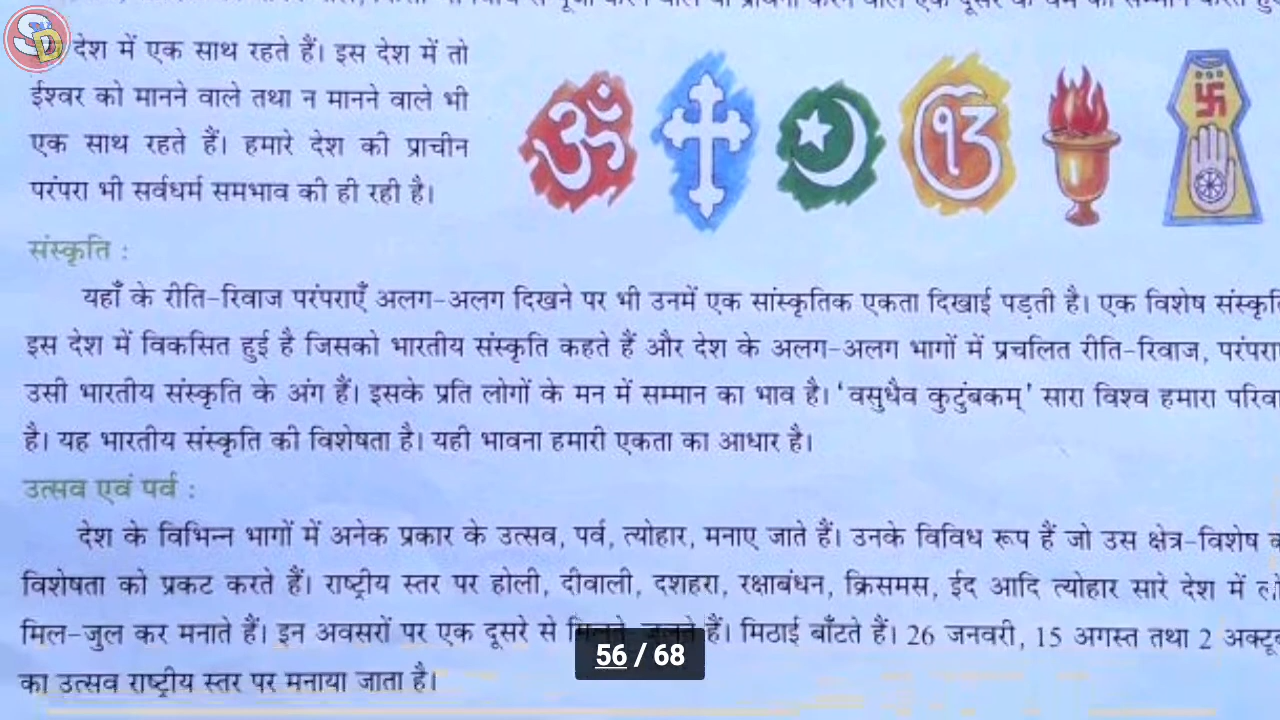 देश में एक साथ रहते हैं। इस देश में तो
ईश्वर को मानने वाले तथा न मानने वाले भी
एक साथ रहते हैं। हमारे देश की प्राचीन
परंपरा भी सर्वधर्म समभाव की ही रही है।
संस्कृति :
यहाँ के रीति-रिवाज परंपराएँ अलग-अलग दिखने पर भी उनमें एक सांस्कृतिक एकता दिखाई पड़ती है। एक विशेष
इस देश में विकसित हुई है जिसको भारतीय संस्कृति कहते हैं और देश के अलग-अलग भागों में प्रचलित रीति-रिवाज,
उसी भारतीय संस्कृति के अंग हैं। इसके प्रति लोगों के मन में सम्मान का भाव है। 'वसुधैव कुटुंबकम्' सारा विश्व हमारा
है। यह भारतीय संस्कृति की विशेषता है। यही भावना हमारी एकता का आधार है।
उत्सव एवं पर्व :
देश के विभिन्न भागों में अनेक प्रकार के उत्सव, पर्व, त्योहार, मनाए जाते हैं। उनके विविध रूप हैं जो उस क्षेत्र-विशेष
विशेषता को प्रकट करते हैं। राष्ट्रीय स्तर पर होली, दीवाली, दशहरा, रक्षाबंधन, क्रिसमस, ईद आदि त्योहार सारे देश में
मिल-जुल कर मनाते हैं। इन अवसरों पर एक दूसरे से मिलते-जुलते हैं। मिठाई बाँटते हैं। 26 जनवरी, 15 अगस्त तथा 2
का उत्सव राष्ट्रीय स्तर पर मनाया जाता है।
56 / 68